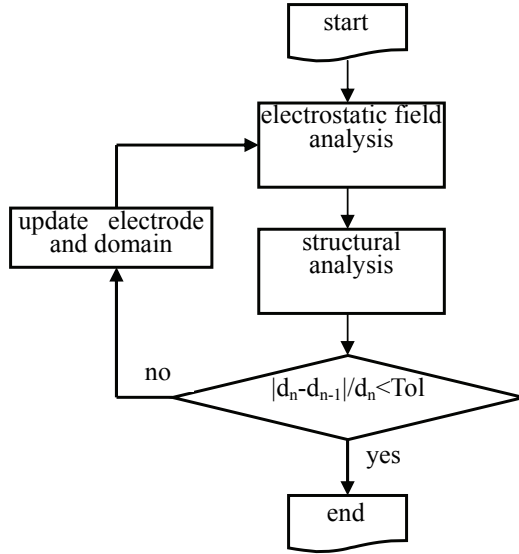 start
electrostatic field
analysis
update electrode
and domain
structural
analysis
no
|dₙ-dₙ₋₁|/dₙ<Tol
yes
end